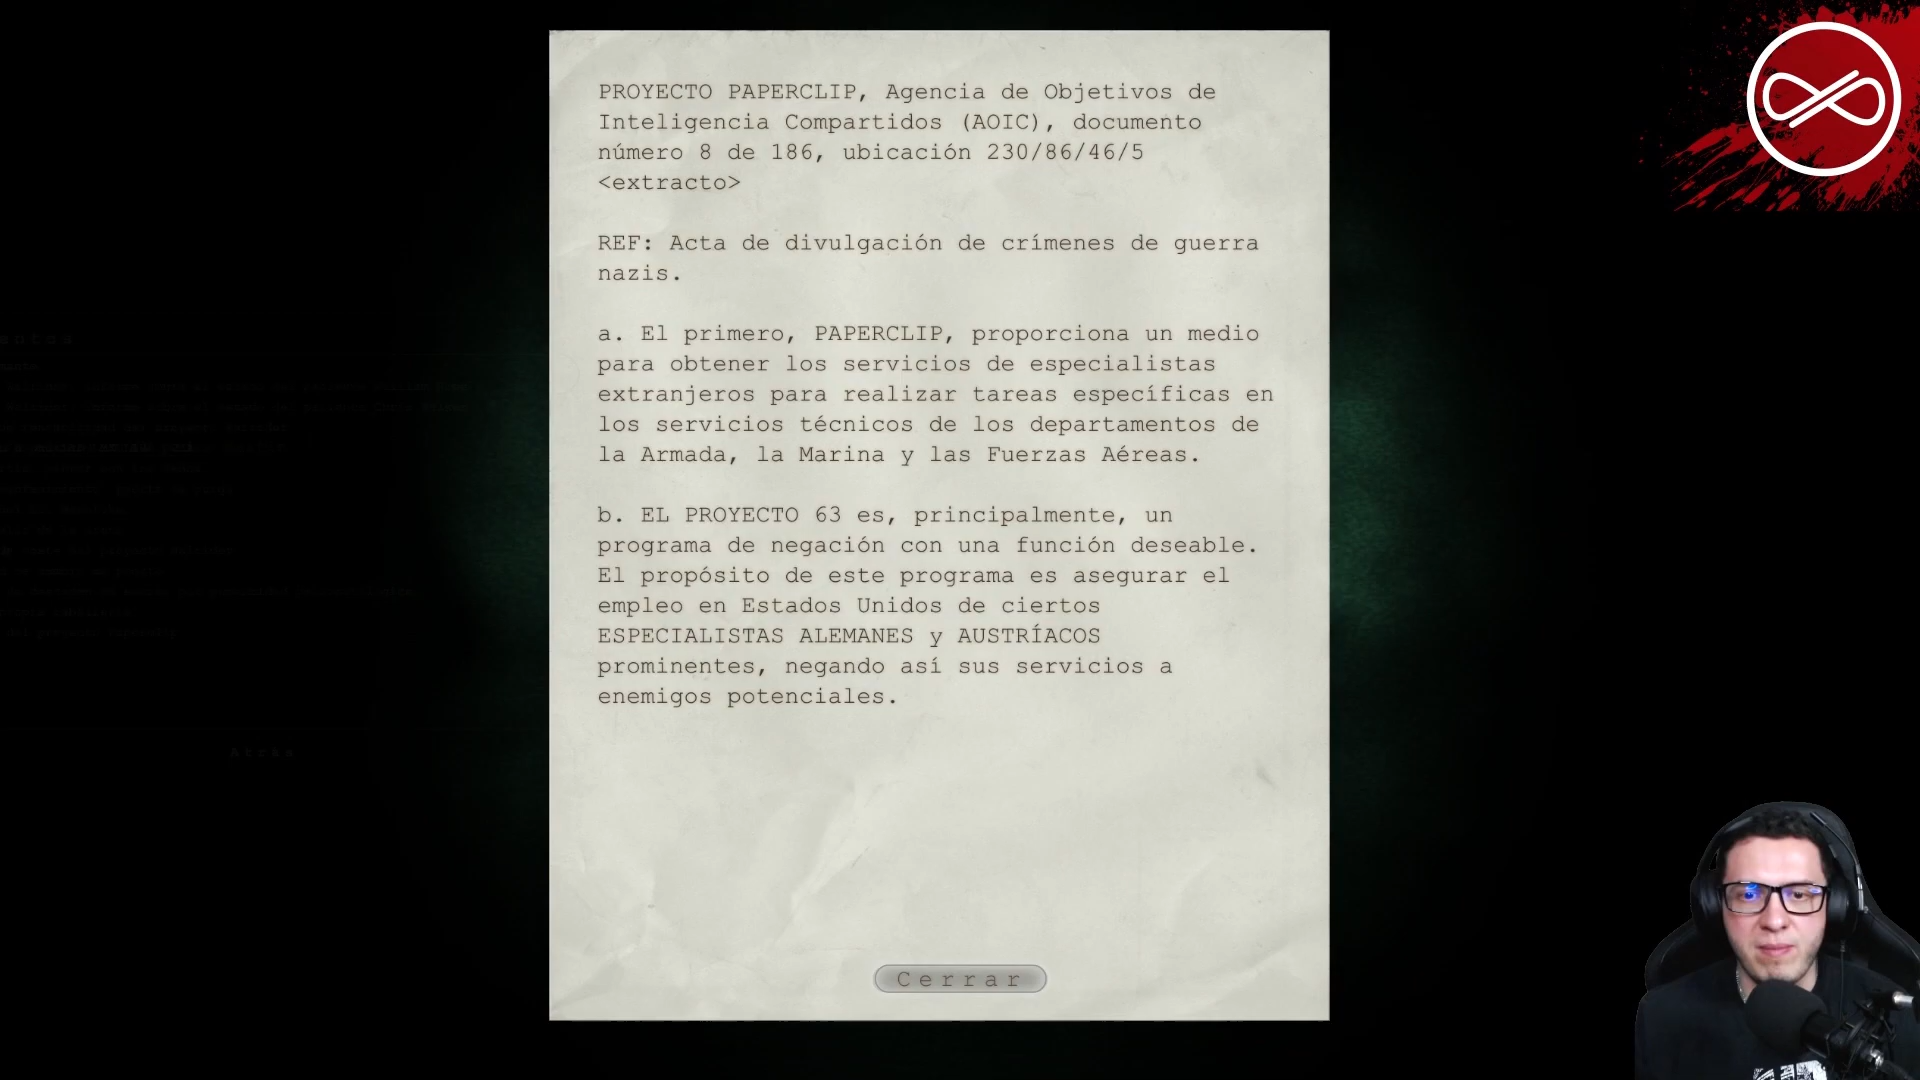 PROYECTO PAPERCLIP, Agencia de Objetivos de
Inteligencia Compartidos (AOIC), documento
número 8 de 186, ubicación 230/86/46/5
<extracto>
REF: Acta de divulgación de crímenes de guerra
nazis.
a. El primero, PAPERCLIP, proporciona un medio
para obtener los servicios de especialistas
extranjeros para realizar tareas específicas en
los servicios técnicos de los departamentos de
la Armada, la Marina y las Fuerzas Aéreas.
b. EL PROYECTO 63 es, principalmente, un
programa de negación con una función deseable.
El propósito de este programa es asegurar el
empleo en Estados Unidos de ciertos
ESPECIALISTAS ALEMANES y AUSTRÍACOS
prominentes, negando así sus servicios a
enemigos potenciales.
Atrás
Cerrar